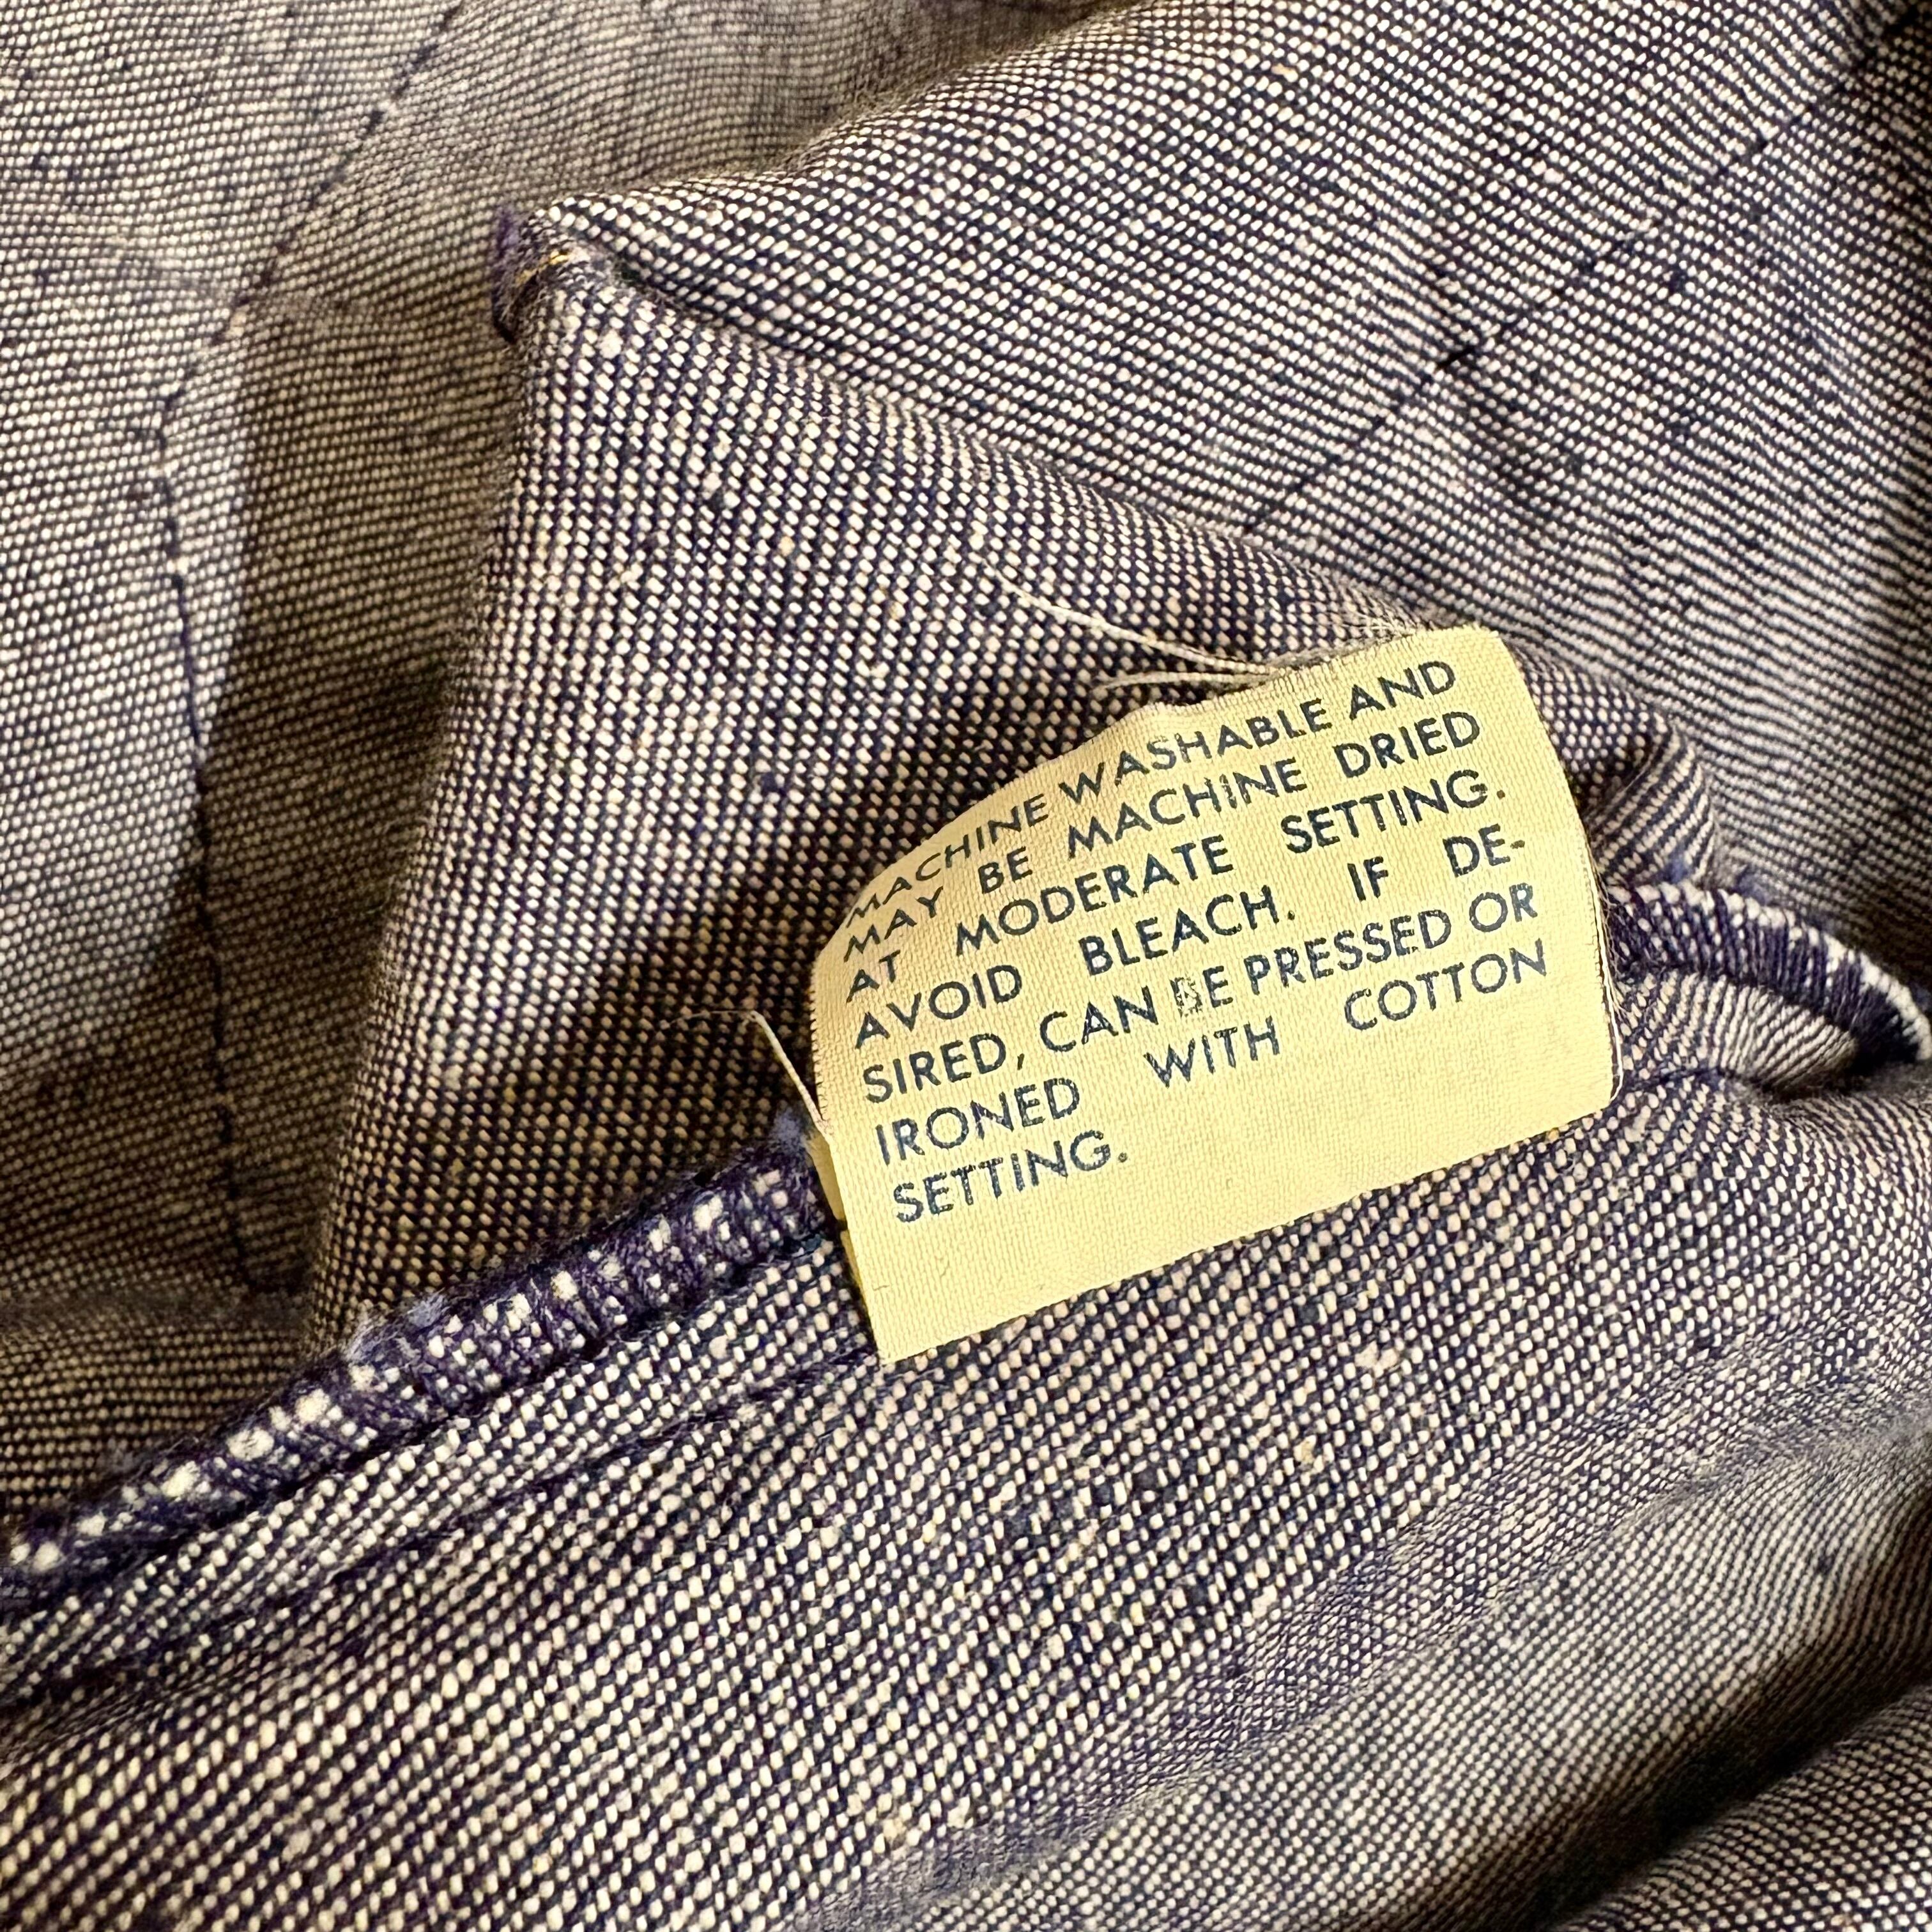 MACHINE WASHABLE AND
MAY BE MACHINE DRIED
AT MODERATE SETTING.
AVOID BLEACH. IF DE-
SIRED, CAN BE PRESSED OR
IRONED WITH COTTON
SETTING.